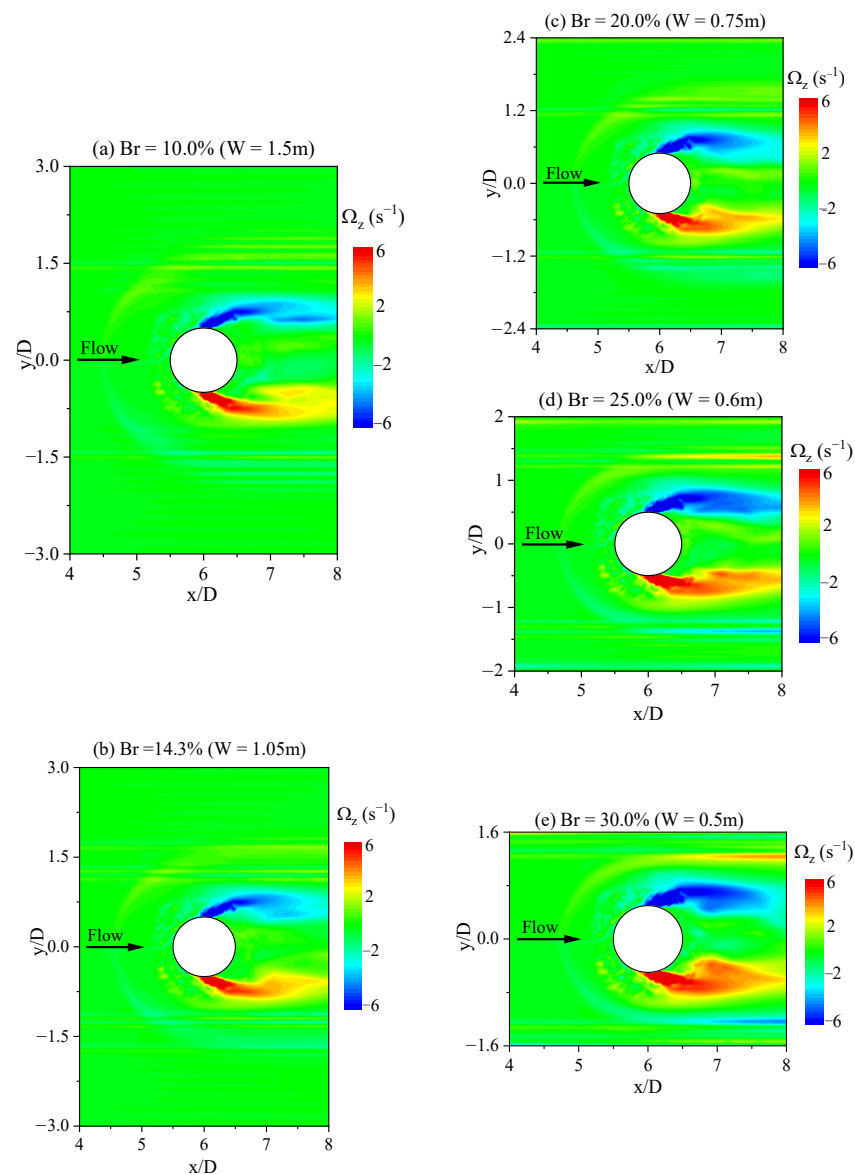 (a) Br = 10.0% (W = 1.5m)
3.0
1.5
0.0
−1.5
−3.0
y/D
Flow
4
5
6
7
8
x/D
Ω_z (s⁻¹)
6
2
−2
−6
(b) Br =14.3% (W = 1.05m)
3.0
1.5
0.0
−1.5
−3.0
y/D
Flow
4
5
6
7
8
x/D
Ω_z (s⁻¹)
6
2
−2
−6
(c) Br = 20.0% (W = 0.75m)
2.4
1.2
0.0
−1.2
−2.4
y/D
Flow
4
5
6
7
8
x/D
Ω_z (s⁻¹)
6
2
−2
−6
(d) Br = 25.0% (W = 0.6m)
2
1
0
−1
−2
y/D
Flow
4
5
6
7
8
x/D
Ω_z (s⁻¹)
6
2
−2
−6
(e) Br = 30.0% (W = 0.5m)
1.6
0.0
−1.6
y/D
Flow
4
5
6
7
8
x/D
Ω_z (s⁻¹)
6
2
−2
−6